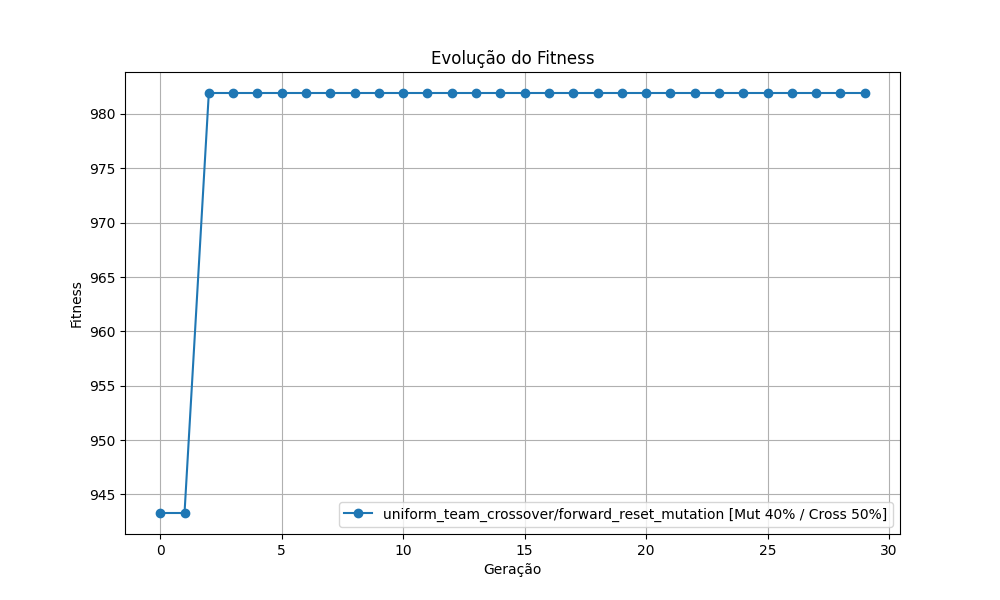 Evolução do Fitness
980
975
970
965
960
955
950
945
Fitness
uniform_team_crossover/forward_reset_mutation [Mut 40% / Cross 50%]
0 5 10 15 20 25 30
Geração